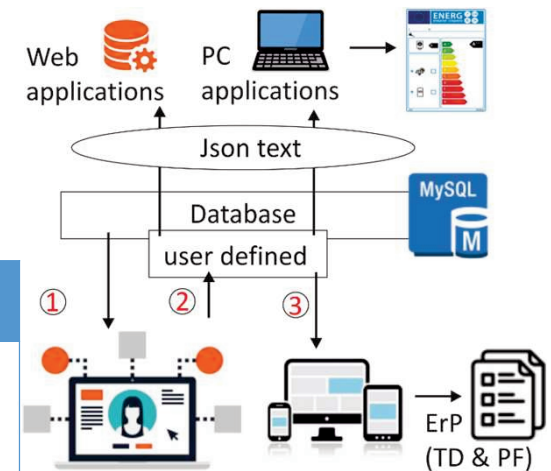 ENERG
Web
applications
PC
applications
Json text
MySQL
Database
M
user defined
①
②
③
ErP
(TD & PF)